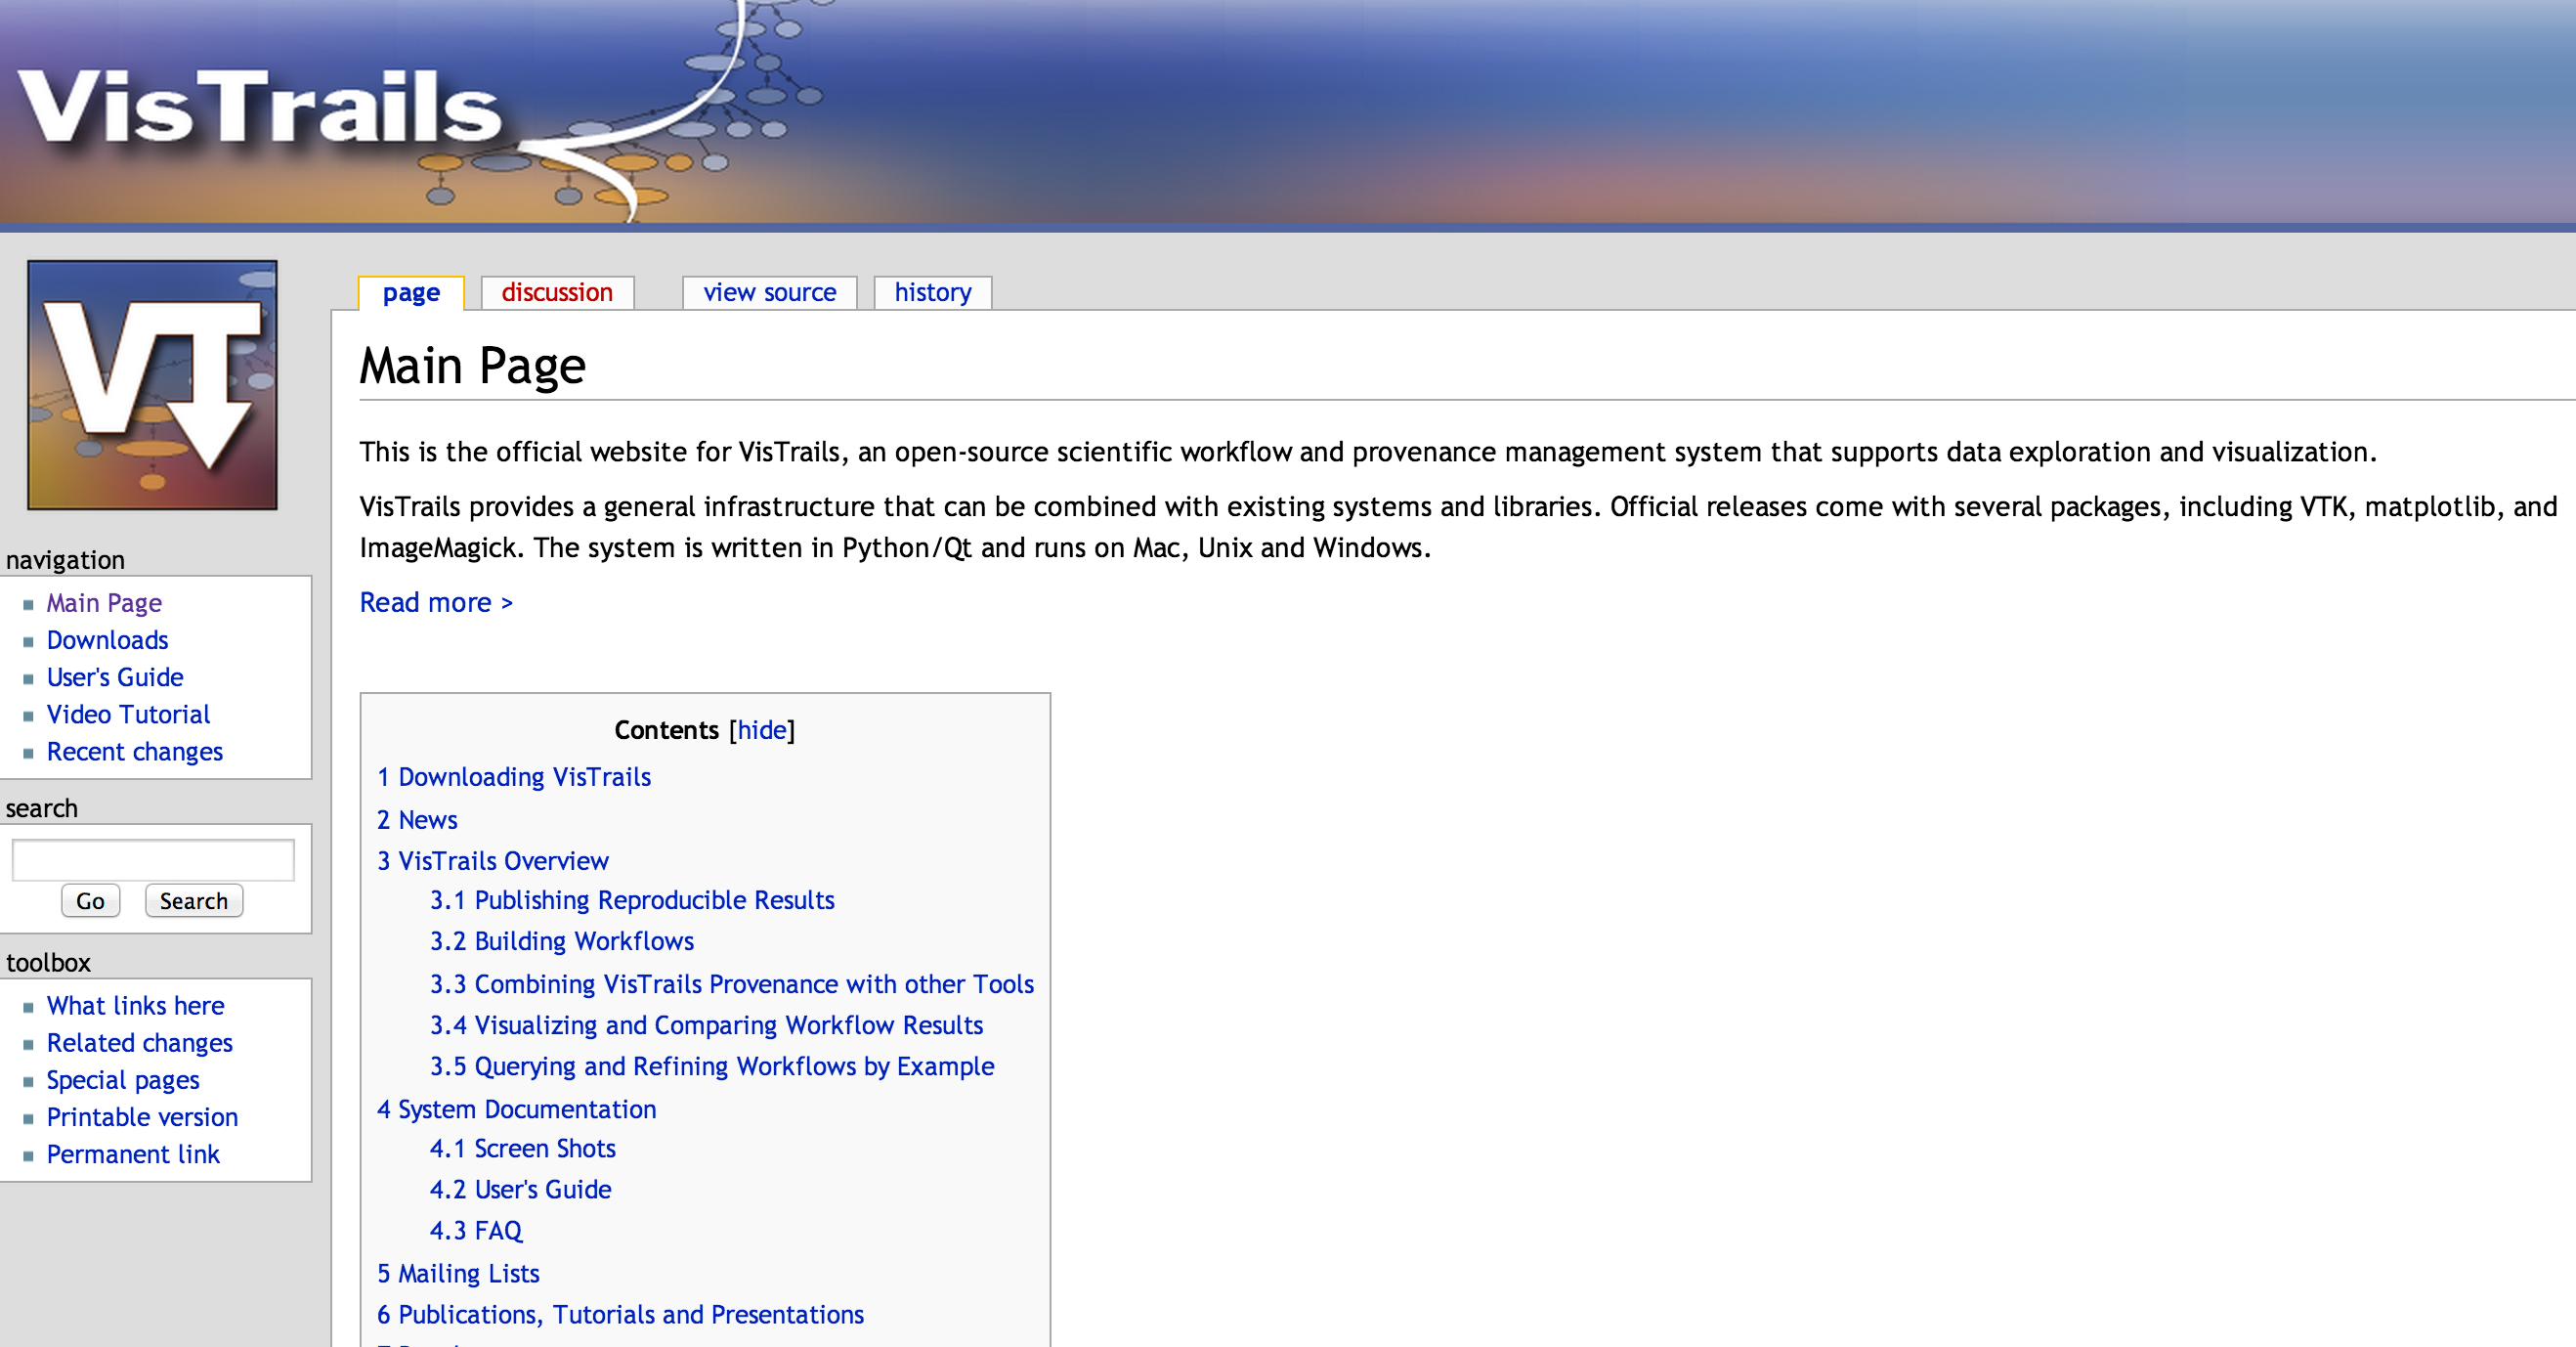 VisTrails
VT
page
discussion
view source
history
Main Page
This is the official website for VisTrails, an open-source scientific workflow and provenance management system that supports data exploration and visualization.
VisTrails provides a general infrastructure that can be combined with existing systems and libraries. Official releases come with several packages, including VTK, matplotlib, and
ImageMagick. The system is written in Python/Qt and runs on Mac, Unix and Windows.
Read more >
navigation
Main Page
Downloads
User's Guide
Video Tutorial
Recent changes
search
Go Search
toolbox
What links here
Related changes
Special pages
Printable version
Permanent link
Contents [hide]
1 Downloading VisTrails
2 News
3 VisTrails Overview
3.1 Publishing Reproducible Results
3.2 Building Workflows
3.3 Combining VisTrails Provenance with other Tools
3.4 Visualizing and Comparing Workflow Results
3.5 Querying and Refining Workflows by Example
4 System Documentation
4.1 Screen Shots
4.2 User's Guide
4.3 FAQ
5 Mailing Lists
6 Publications, Tutorials and Presentations